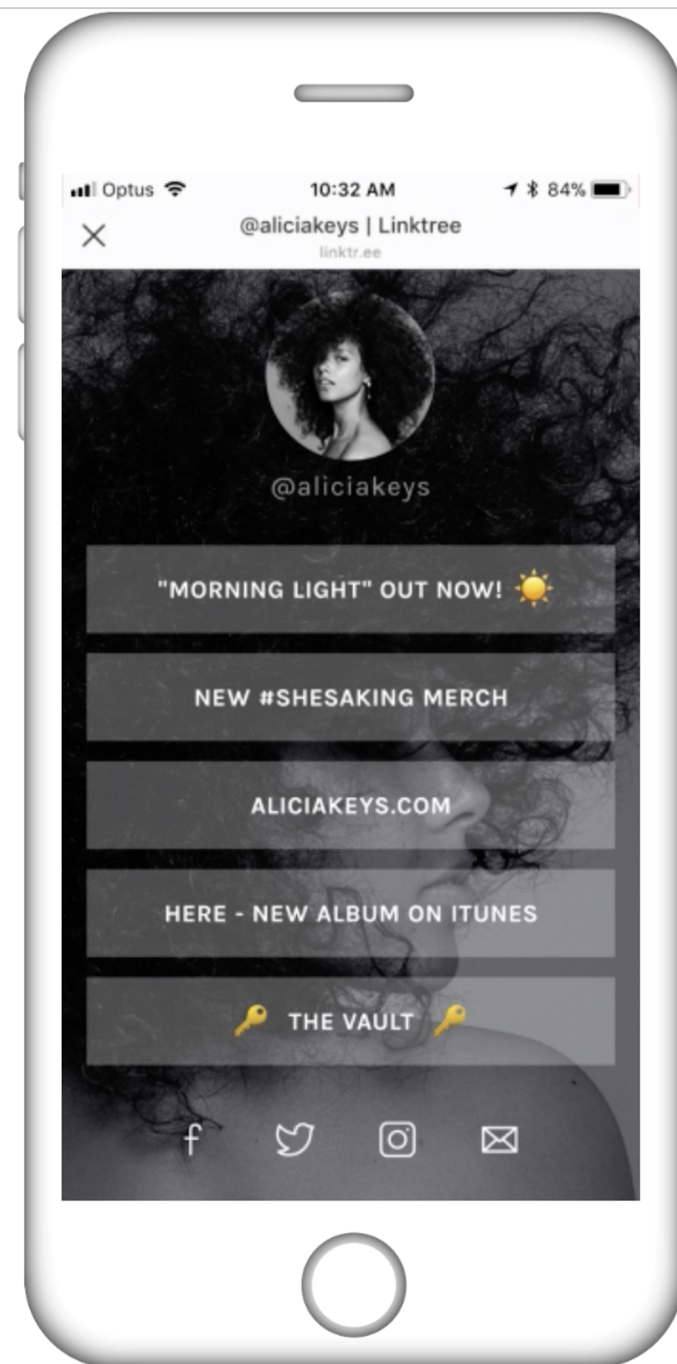 Optus 10:32 AM 84%
@aliciakeys | Linktree
linktr.ee
@aliciakeys
"MORNING LIGHT" OUT NOW! ☀️
NEW #SHESAKING MERCH
ALICIAKEYS.COM
HERE - NEW ALBUM ON ITUNES
🔑 THE VAULT 🔑